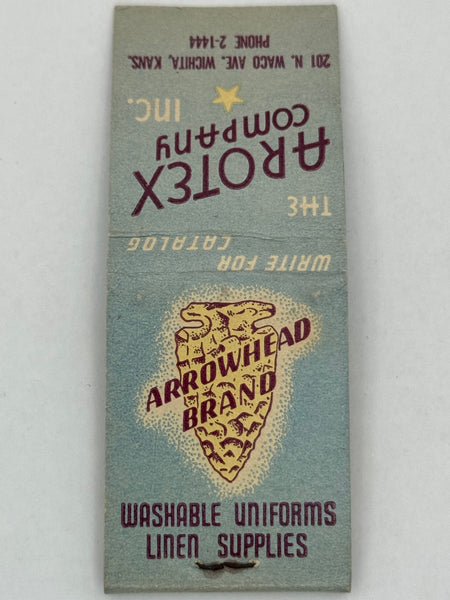 ARROWHEAD
BRAND
WASHABLE UNIFORMS
LINEN SUPPLIES
WRITE FOR
CATALOG
THE
AROTEX
COMPANY
INC.
201 N. WACO AVE. WICHITA, KANS.
PHONE 2-1444